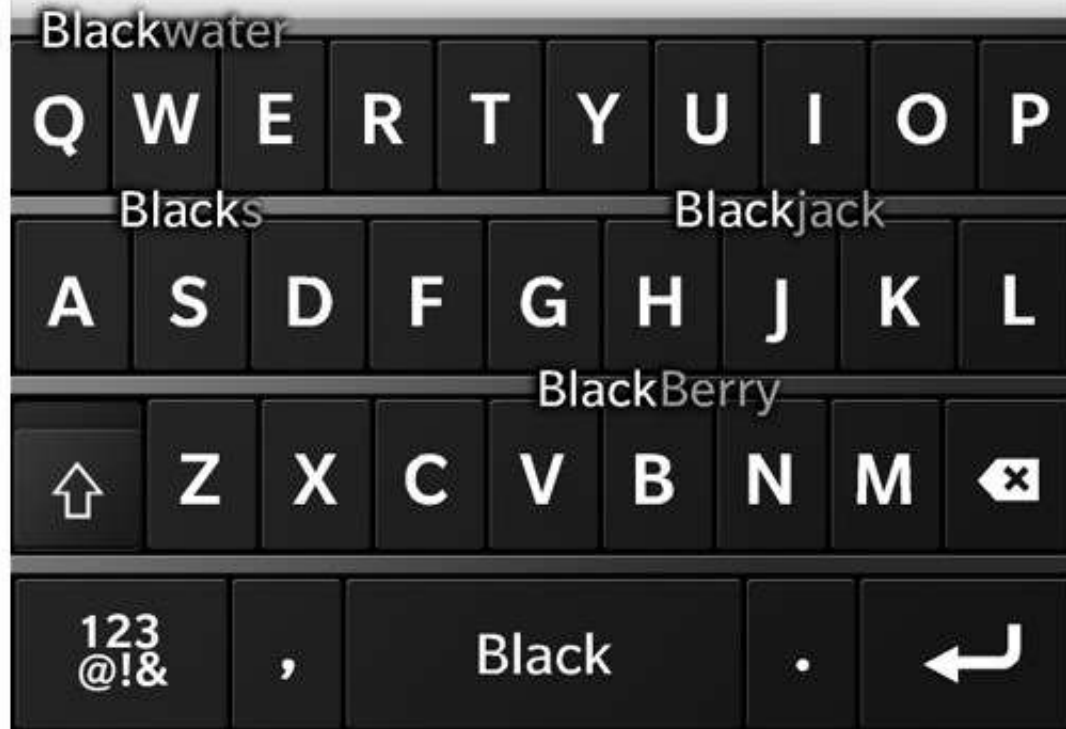 Blackwater
Q W E R T Y U I O P
Blacks Blackjack
A S D F G H J K L
BlackBerry
Z X C V B N M
123
@!& , Black .